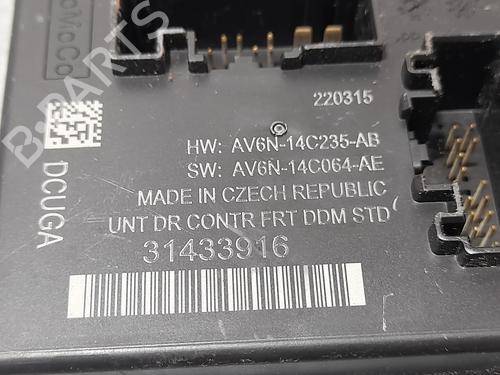 FoMoCo
220315
HW: AV6N-14C235-AB
SW: AV6N-14C064-AE
MADE IN CZECH REPUBLIC
UNT DR CONTR FRT DDM STD
31433916
DCUGA
B-PARTS